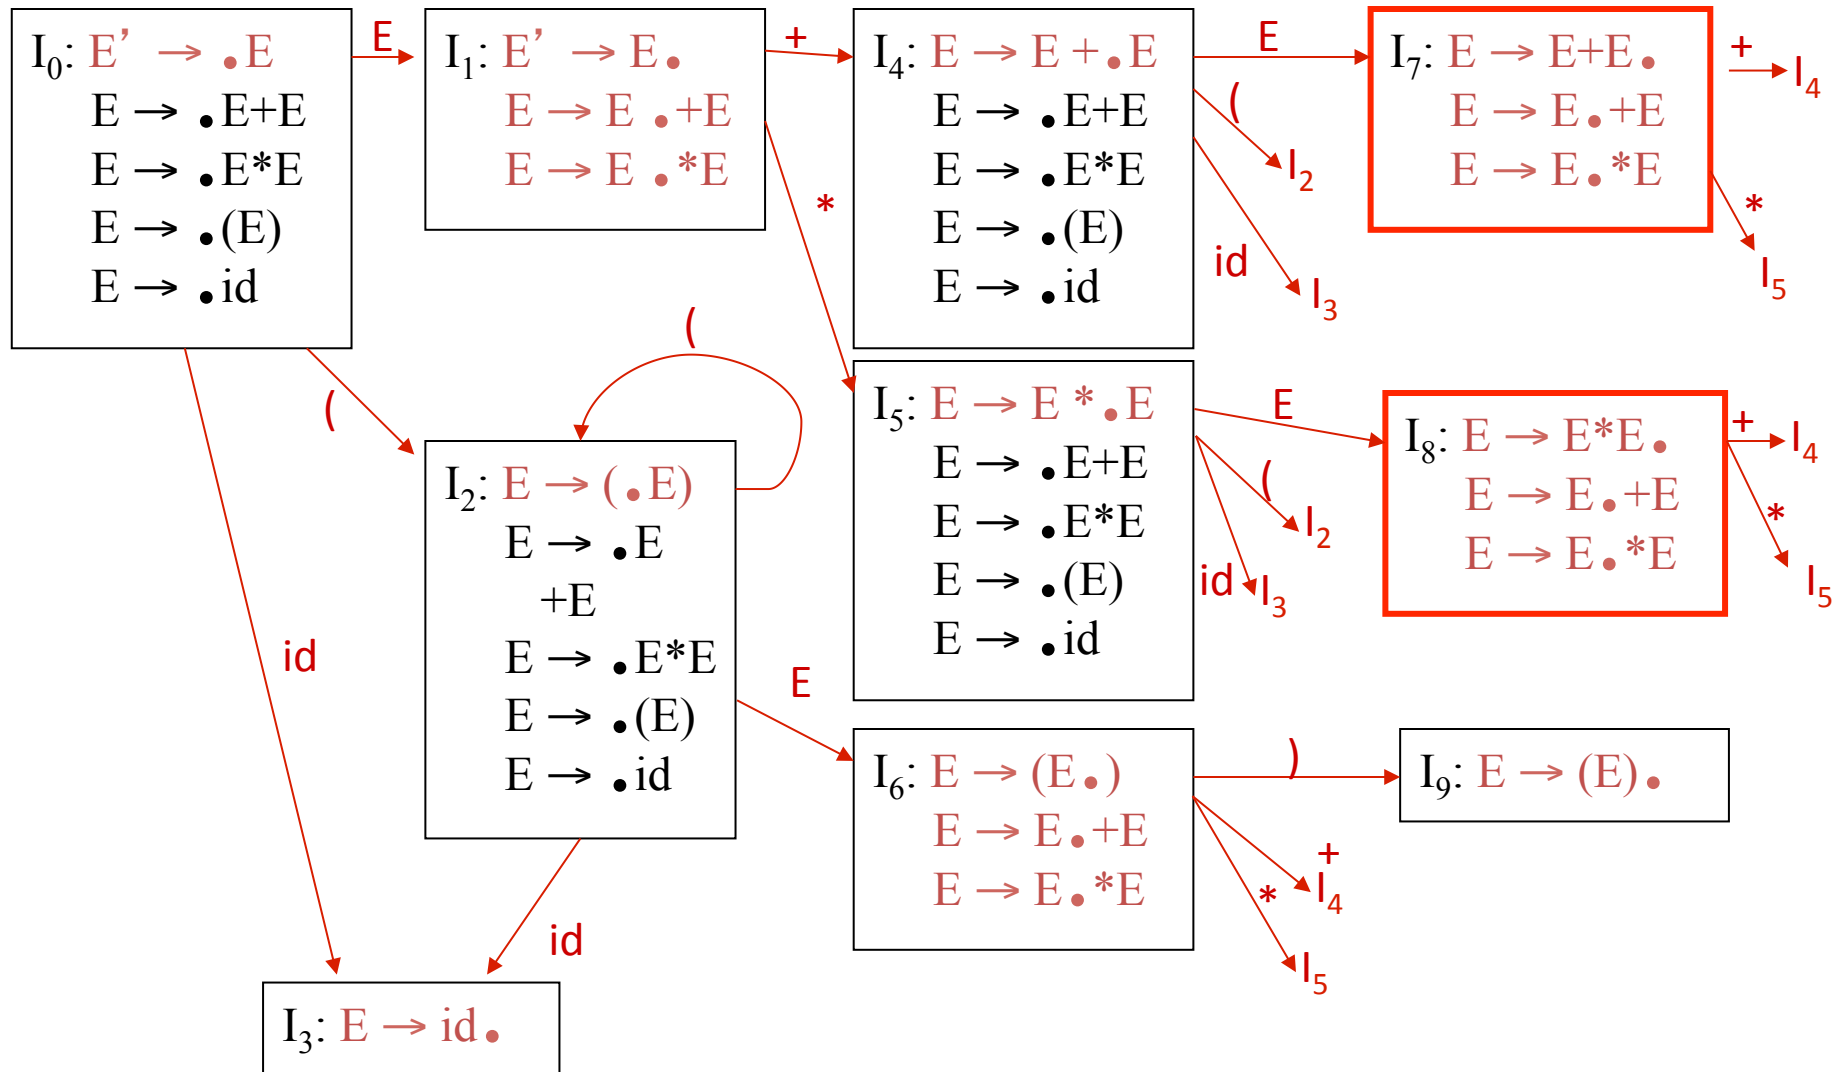 I₀: E’ → .E
E → .E+E
E → .E*E
E → .(E)
E → .id
E
I₁: E’ → E.
E → E .+E
E → E .*E
+
*
I₄: E → E + .E
E → .E+E
E → .E*E
E → .(E)
E → .id
E
(
I₂
id
I₃
I₇: E → E+E.
E → E.+E
E → E.*E
+
I₄
*
I₅
(
id
(
I₂: E → (.E)
E → .E
+E
E → .E*E
E → .(E)
E → .id
E
id
I₅: E → E *.E
E → .E+E
E → .E*E
E → .(E)
E → .id
E
(
I₂
id
I₃
I₈: E → E*E.
E → E.+E
E → E.*E
+
I₄
*
I₅
I₆: E → (E.)
E → E.+E
E → E.*E
)
+
I₄
*
I₅
I₉: E → (E).
I₃: E → id.